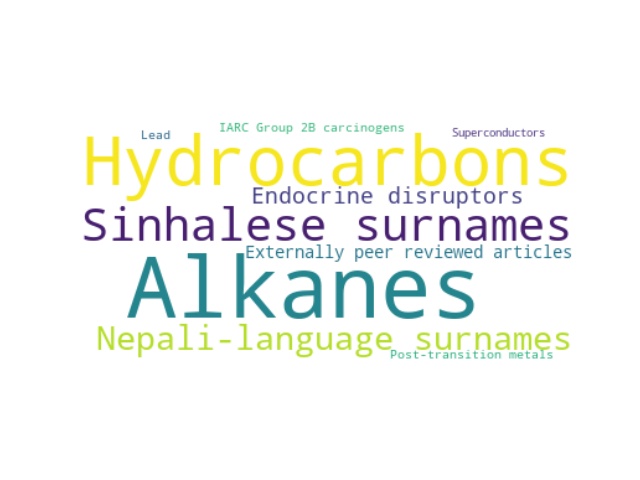 IARC Group 2B carcinogens
Lead
Superconductors
Hydrocarbons
Endocrine disruptors
Sinhalese surnames
Externally peer reviewed articles
Alkanes
Nepali-language surnames
Post-transition metals